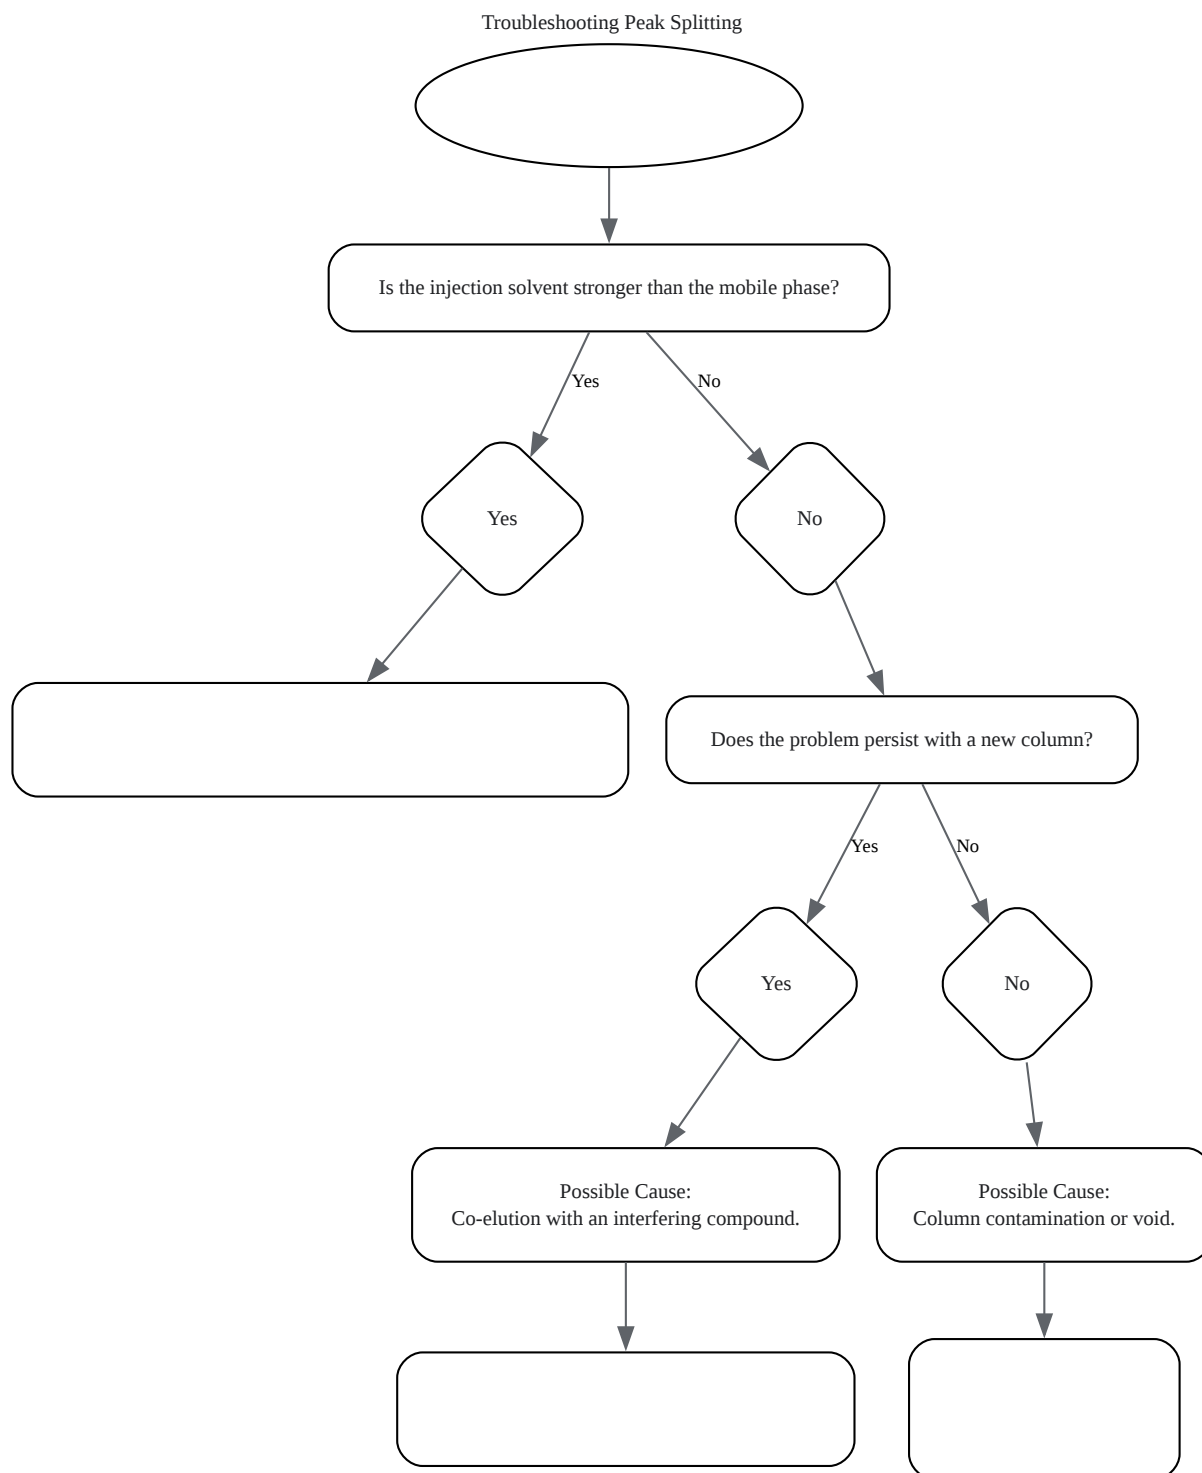 Troubleshooting Peak Splitting
Is the injection solvent stronger than the mobile phase?
Yes
No
Yes
No
Does the problem persist with a new column?
Yes
No
Yes
No
Possible Cause:
Co-elution with an interfering compound.
Possible Cause:
Column contamination or void.